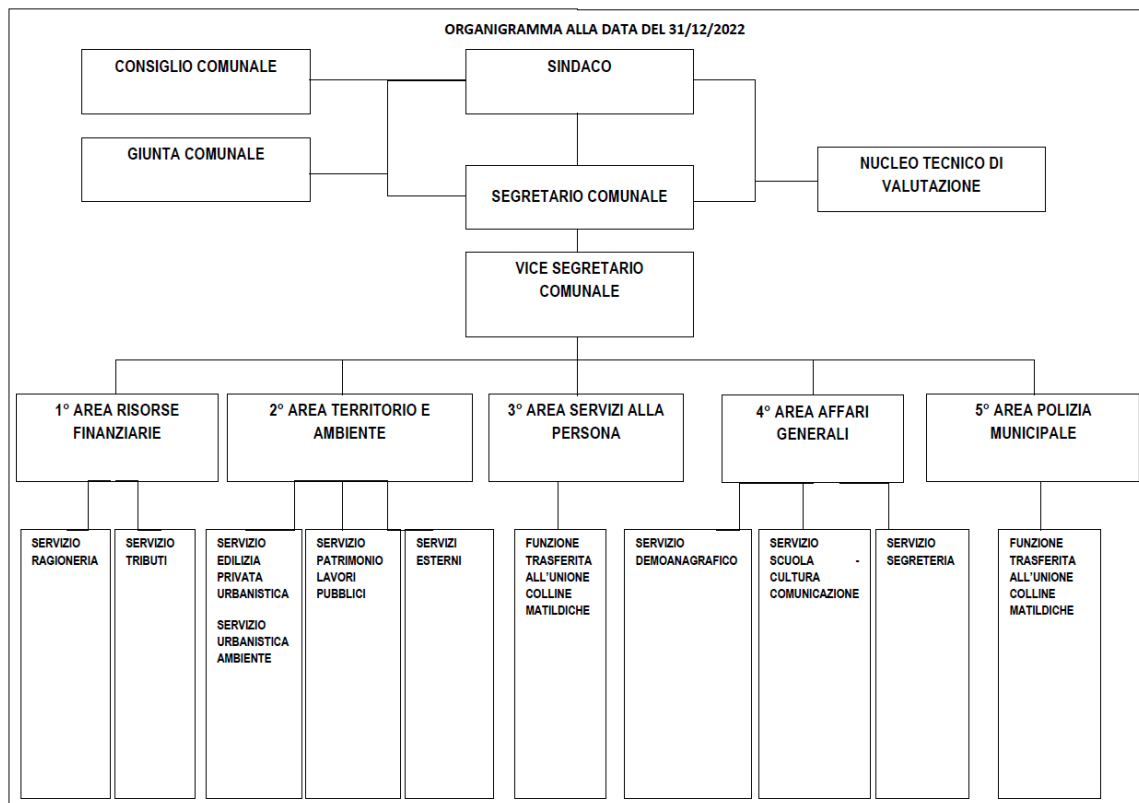 ORGANIGRAMMA ALLA DATA DEL 31/12/2022
CONSIGLIO COMUNALE
SINDACO
GIUNTA COMUNALE
SEGRETARIO COMUNALE
NUCLEO TECNICO DI
VALUTAZIONE
VICE SEGRETARIO
COMUNALE
1° AREA RISORSE
FINANZIARIE
2° AREA TERRITORIO E
AMBIENTE
3° AREA SERVIZI ALLA
PERSONA
4° AREA AFFARI
GENERALI
5° AREA POLIZIA
MUNICIPALE
SERVIZIO
RAGIONERIA
SERVIZIO
TRIBUTI
SERVIZIO
EDILIZIA
PRIVATA
URBANISTICA
SERVIZIO
URBANISTICA
AMBIENTE
SERVIZIO
PATRIMONIO
LAVORI
PUBBLICI
SERVIZI
ESTERNI
FUNZIONE
TRASFERITA
ALL'UNIONE
COLLINE
MATILDICHE
SERVIZIO
DEMOANAGRAFICO
SERVIZIO
SCUOLA -
CULTURA
COMUNICAZIONE
SERVIZIO
SEGRETERIA
FUNZIONE
TRASFERITA
ALL'UNIONE
COLLINE
MATILDICHE